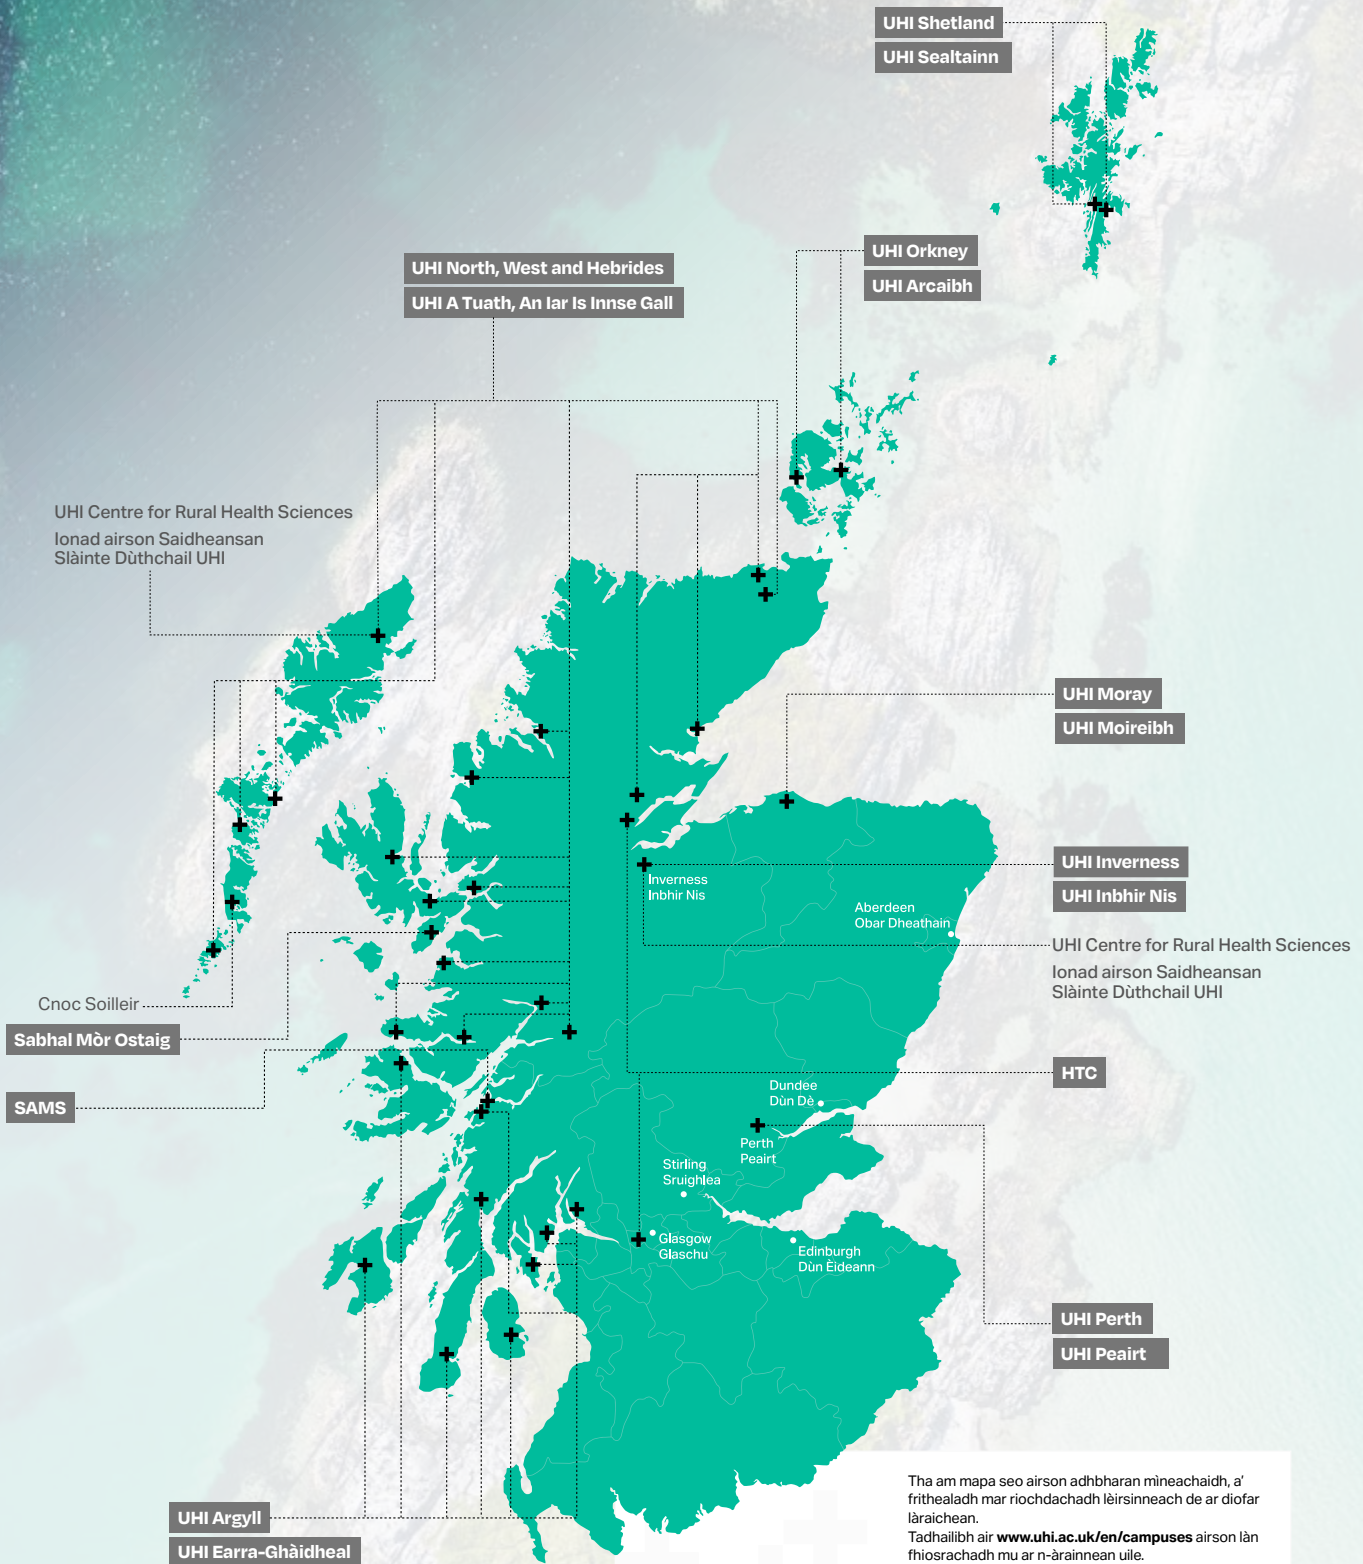 UHI Shetland
UHI Sealtainn
UHI Orkney
UHI Arcaibh
UHI North, West and Hebrides
UHI A Tuath, An Iar Is Innse Gall
UHI Centre for Rural Health Sciences
Ionad airson Saidheansan
Slàinte Dùthchail UHI
UHI Moray
UHI Moireibh
UHI Inverness
UHI Inbhir Nis
Inverness
Inbhir Nis
Aberdeen
Obar Dheathain
UHI Centre for Rural Health Sciences
Ionad airson Saidheansan
Slàinte Dùthchail UHI
Cnoc Soilleir
Sabhal Mòr Ostaig
SAMS
HTC
Dundee
Dùn Dè
Perth
Peairt
Stirling
Sruighlea
Glasgow
Glaschu
Edinburgh
Dùn Èideann
UHI Perth
UHI Peairt
UHI Argyll
UHI Earra-Ghàidheal
Tha am mapa seo airson adhbharan mìneachaidh, a'
frithealadh mar riochdachadh lèirsinneach de ar diofar
làraichean.
Tadhailibh air www.uhi.ac.uk/en/campuses airson làn
fhiosrachadh mu ar n-àrainnean uile.